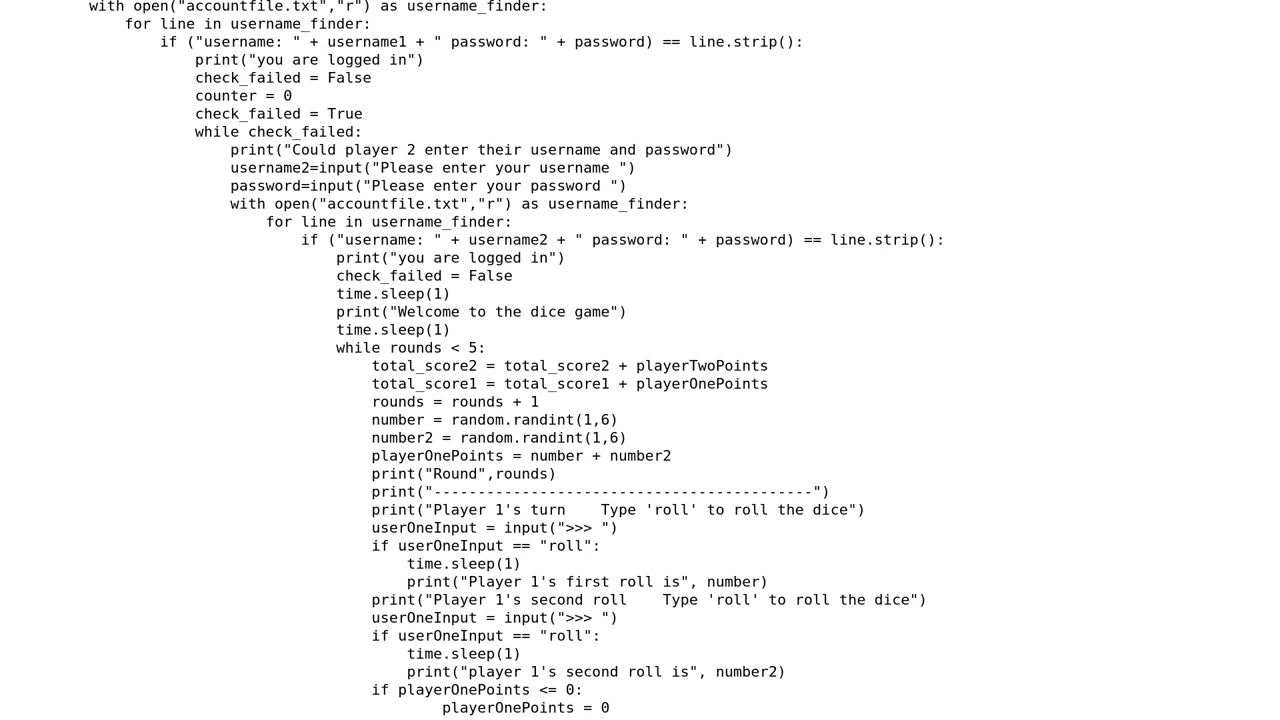 with open("accountfile.txt","r") as username_finder:
for line in username_finder:
if ("username: " + username1 + " password: " + password) == line.strip():
print("you are logged in")
check_failed = False
counter = 0
check_failed = True
while check_failed:
print("Could player 2 enter their username and password")
username2=input("Please enter your username ")
password=input("Please enter your password ")
with open("accountfile.txt","r") as username_finder:
for line in username_finder:
if ("username: " + username2 + " password: " + password) == line.strip():
print("you are logged in")
check_failed = False
time.sleep(1)
print("Welcome to the dice game")
time.sleep(1)
while rounds < 5:
total_score2 = total_score2 + playerTwoPoints
total_score1 = total_score1 + playerOnePoints
rounds = rounds + 1
number = random.randint(1,6)
number2 = random.randint(1,6)
playerOnePoints = number + number2
print("Round",rounds)
print("-------------------------------------------")
print("Player 1's turn    Type 'roll' to roll the dice")
userOneInput = input(">>> ")
if userOneInput == "roll":
time.sleep(1)
print("Player 1's first roll is", number)
print("Player 1's second roll    Type 'roll' to roll the dice")
userOneInput = input(">>> ")
if userOneInput == "roll":
time.sleep(1)
print("player 1's second roll is", number2)
if playerOnePoints <= 0:
playerOnePoints = 0